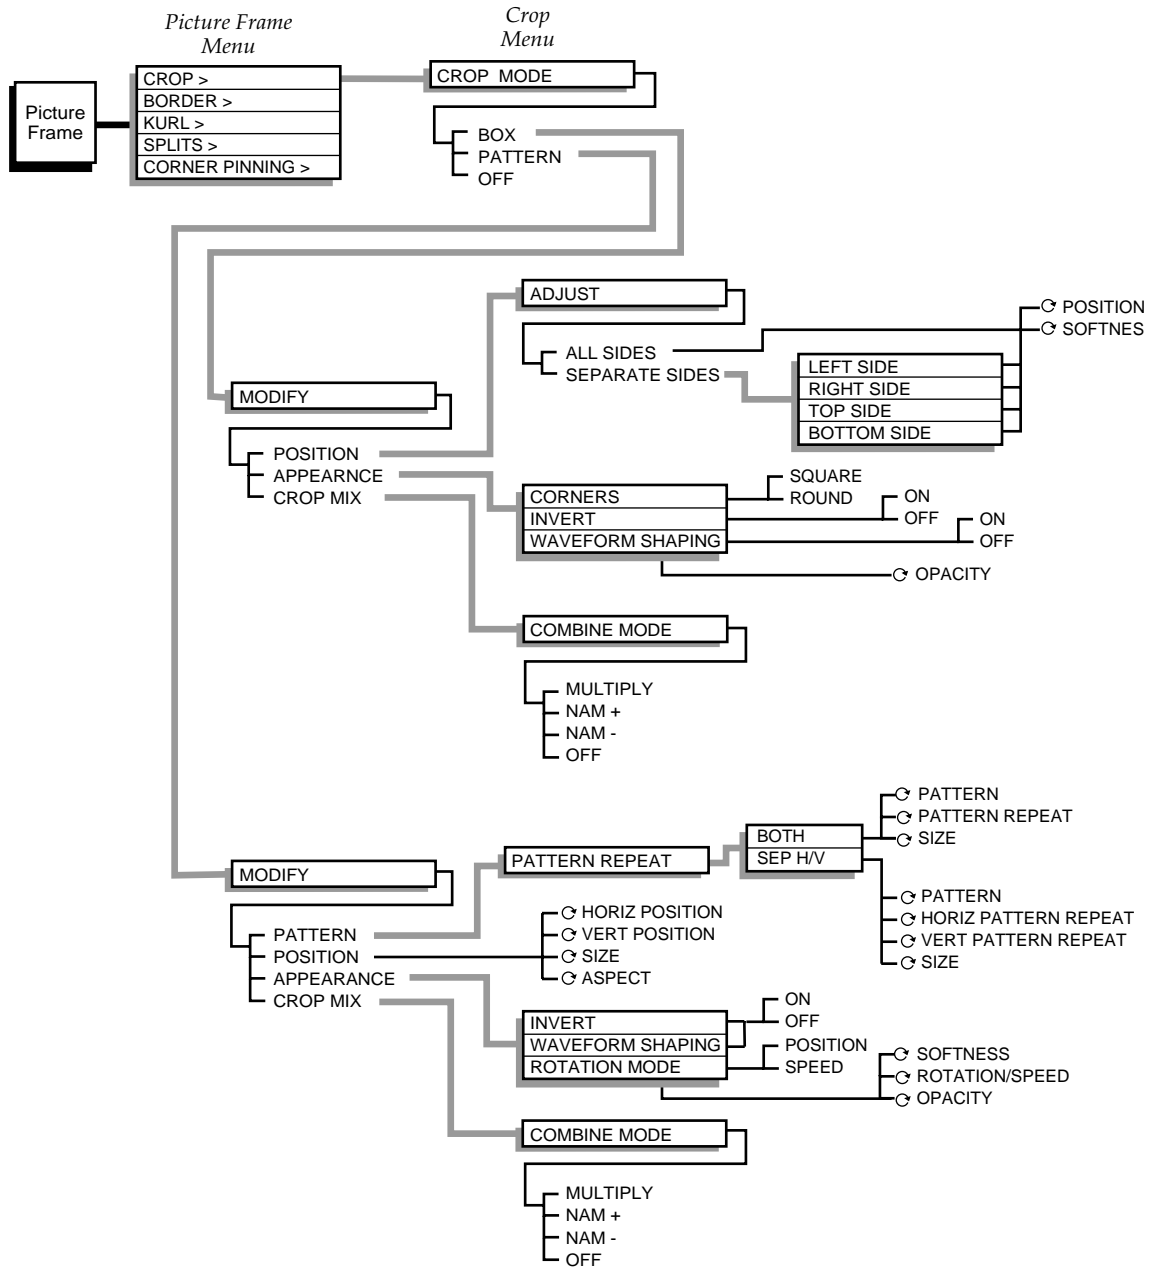 Picture Frame
Menu
Crop
Menu
Picture
Frame
CROP >
BORDER >
KURL >
SPLITS >
CORNER PINNING >
CROP MODE
BOX
PATTERN
OFF
ADJUST
ALL SIDES
SEPARATE SIDES
POSITION
SOFTNES
LEFT SIDE
RIGHT SIDE
TOP SIDE
BOTTOM SIDE
MODIFY
POSITION
APPEARNCE
CROP MIX
CORNERS
INVERT
WAVEFORM SHAPING
SQUARE
ROUND
ON
OFF
ON
OFF
OPACITY
COMBINE MODE
MULTIPLY
NAM +
NAM -
OFF
MODIFY
PATTERN
POSITION
APPEARANCE
CROP MIX
PATTERN REPEAT
BOTH
SEP H/V
PATTERN
PATTERN REPEAT
SIZE
PATTERN
HORIZ PATTERN REPEAT
VERT PATTERN REPEAT
SIZE
HORIZ POSITION
VERT POSITION
SIZE
ASPECT
INVERT
WAVEFORM SHAPING
ROTATION MODE
ON
OFF
POSITION
SPEED
SOFTNESS
ROTATION/SPEED
OPACITY
COMBINE MODE
MULTIPLY
NAM +
NAM -
OFF